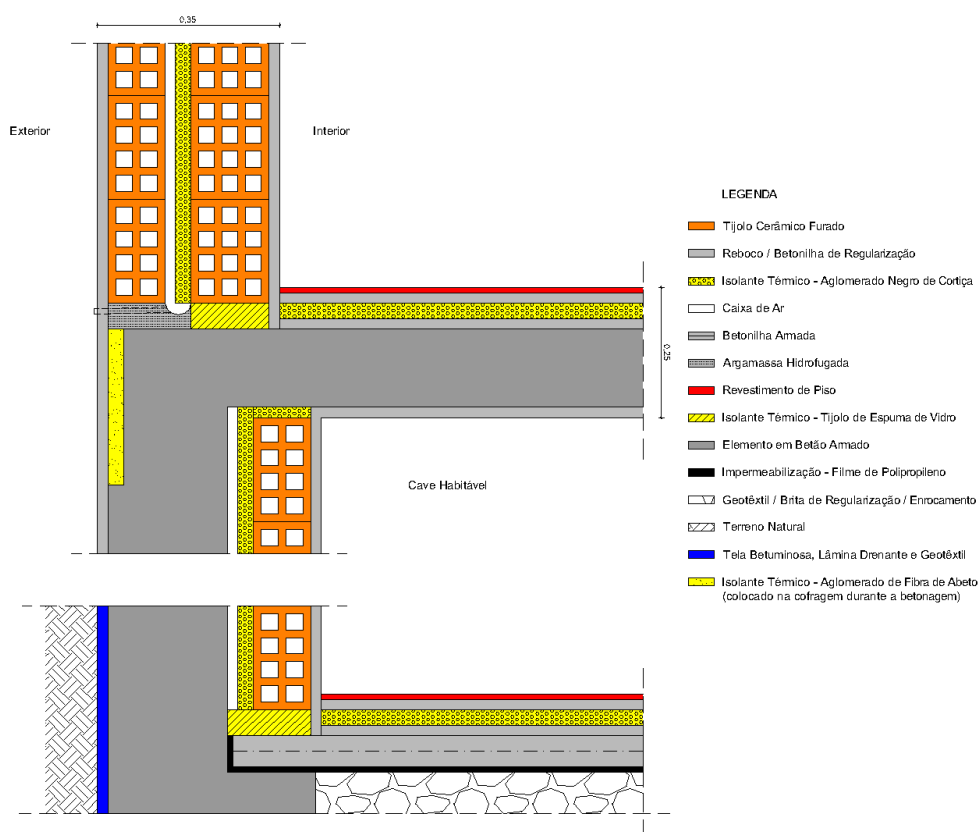 0,35
Exterior
Interior
LEGENDA
Tijolo Cerâmico Furado
Reboco / Betonilha de Regularização
Isolante Térmico - Aglomerado Negro de Cortiça
Caixa de Ar
Betonilha Armada
0,25
Argamassa Hidrofugada
Revestimento de Piso
Isolante Térmico - Tijolo de Espuma de Vidro
Elemento em Betão Armado
Impermeabilização - Filme de Polipropileno
Cave Habitável
Geotêxtil / Brita de Regularização / Enrocamento
Terreno Natural
Tela Betuminosa, Lâmina Drenante e Geotêxtil
Isolante Térmico - Aglomerado de Fibra de Abeto
(colocado na cofragem durante a betonagem)